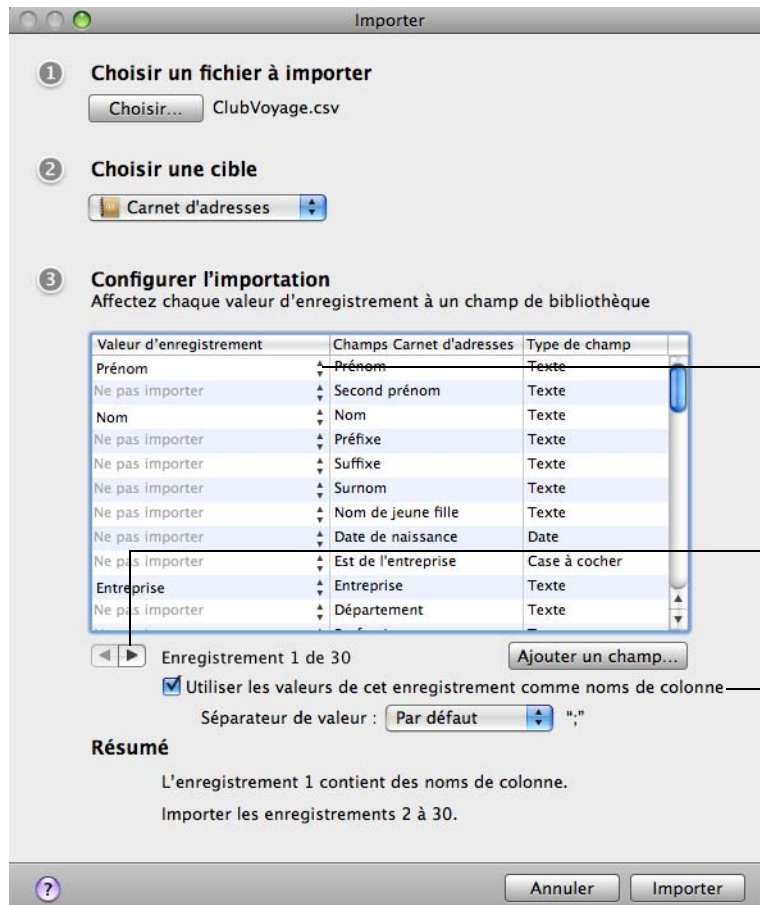 Importer
1 Choisir un fichier à importer
Choisir... ClubVoyage.csv
2 Choisir une cible
Carnet d'adresses
3 Configurer l'importation
Affectez chaque valeur d'enregistrement à un champ de bibliothèque
Valeur d'enregistrement Champs Carnet d'adresses Type de champ
Prénom Prénom Texte
Ne pas importer Second prénom Texte
Nom Nom Texte
Ne pas importer Préfixe Texte
Ne pas importer Suffixe Texte
Ne pas importer Surnom Texte
Ne pas importer Nom de jeune fille Texte
Ne pas importer Date de naissance Date
Ne pas importer Est de l'entreprise Case à cocher
Entreprise Entreprise Texte
Ne pas importer Département Texte
Enregistrement 1 de 30 Ajouter un champ...
Utiliser les valeurs de cet enregistrement comme noms de colonne
Séparateur de valeur : Par défaut ";"
Résumé
L'enregistrement 1 contient des noms de colonne.
Importer les enregistrements 2 à 30.
? Annuler Importer